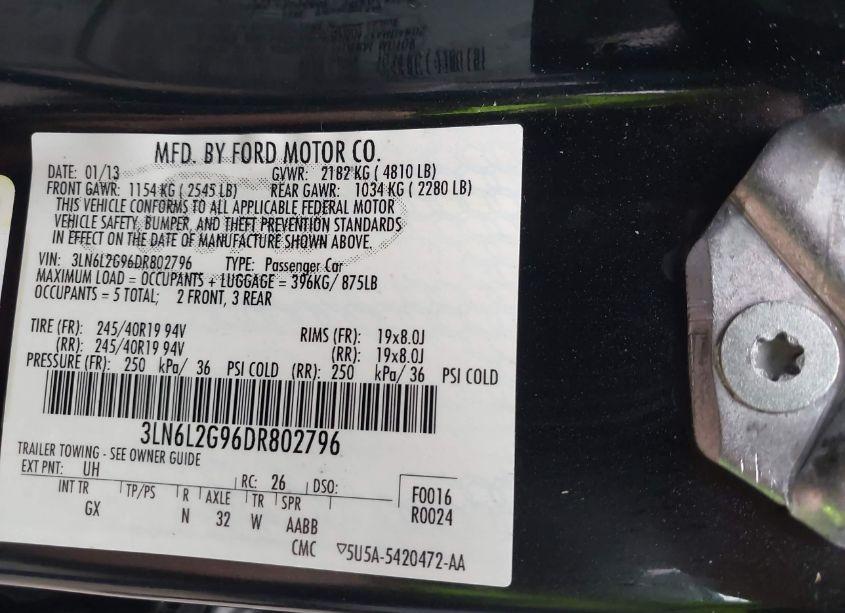 MFD. BY FORD MOTOR CO.
DATE: 01/13 GVWR: 2182 KG ( 4810 LB)
FRONT GAWR: 1154 KG ( 2545 LB) REAR GAWR: 1034 KG ( 2280 LB)
THIS VEHICLE CONFORMS TO ALL APPLICABLE FEDERAL MOTOR
VEHICLE SAFETY, BUMPER, AND THEFT PREVENTION STANDARDS
IN EFFECT ON THE DATE OF MANUFACTURE SHOWN ABOVE.
VIN: 3LN6L2G96DR802796 TYPE: Passenger Car
MAXIMUM LOAD = OCCUPANTS + LUGGAGE = 396KG/ 875LB
OCCUPANTS = 5 TOTAL; 2 FRONT, 3 REAR
TIRE (FR): 245/40R19 94V RIMS (FR): 19x8.0J
(RR): 245/40R19 94V (RR): 19x8.0J
PRESSURE (FR): 250 kPa/ 36 PSI COLD (RR): 250 kPa/ 36 PSI COLD
3LN6L2G96DR802796
TRAILER TOWING - SEE OWNER GUIDE
EXT PNT: UH RC: 26 DSO:
INT TR TP/PS R AXLE TR SPR F0016
GX N 32 W AABB R0024
CMC ▽5U5A-5420472-AA